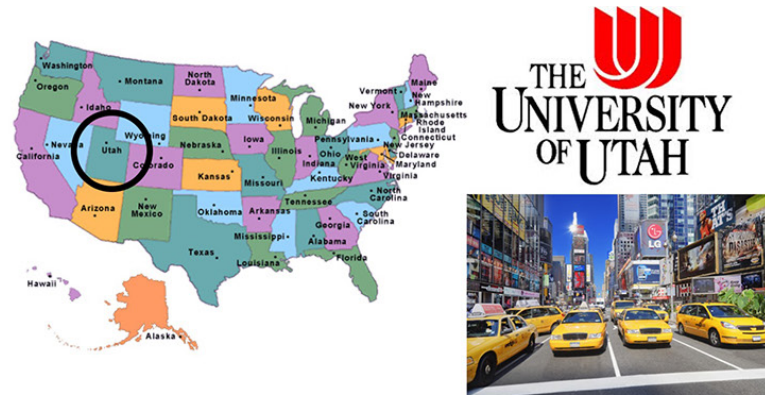 Washington
Oregon
California
Nevada
Idaho
Montana
Wyoming
Utah
Arizona
Colorado
New
Mexico
North
Dakota
South Dakota
Nebraska
Kansas
Oklahoma
Texas
Minnesota
Iowa
Missouri
Arkansas
Louisiana
Wisconsin
Illinois
Michigan
Indiana
Ohio
Kentucky
Tennessee
Mississippi
Alabama
Georgia
Florida
South
Carolina
North
Carolina
Virginia
West
Virginia
Pennsylvania
New York
Vermont
Maine
New
Hampshire
Massachusetts
Rhode
Island
Connecticut
New Jersey
Delaware
Maryland
Hawaii
Alaska
THE
UNIVERSITY
OF UTAH
LG